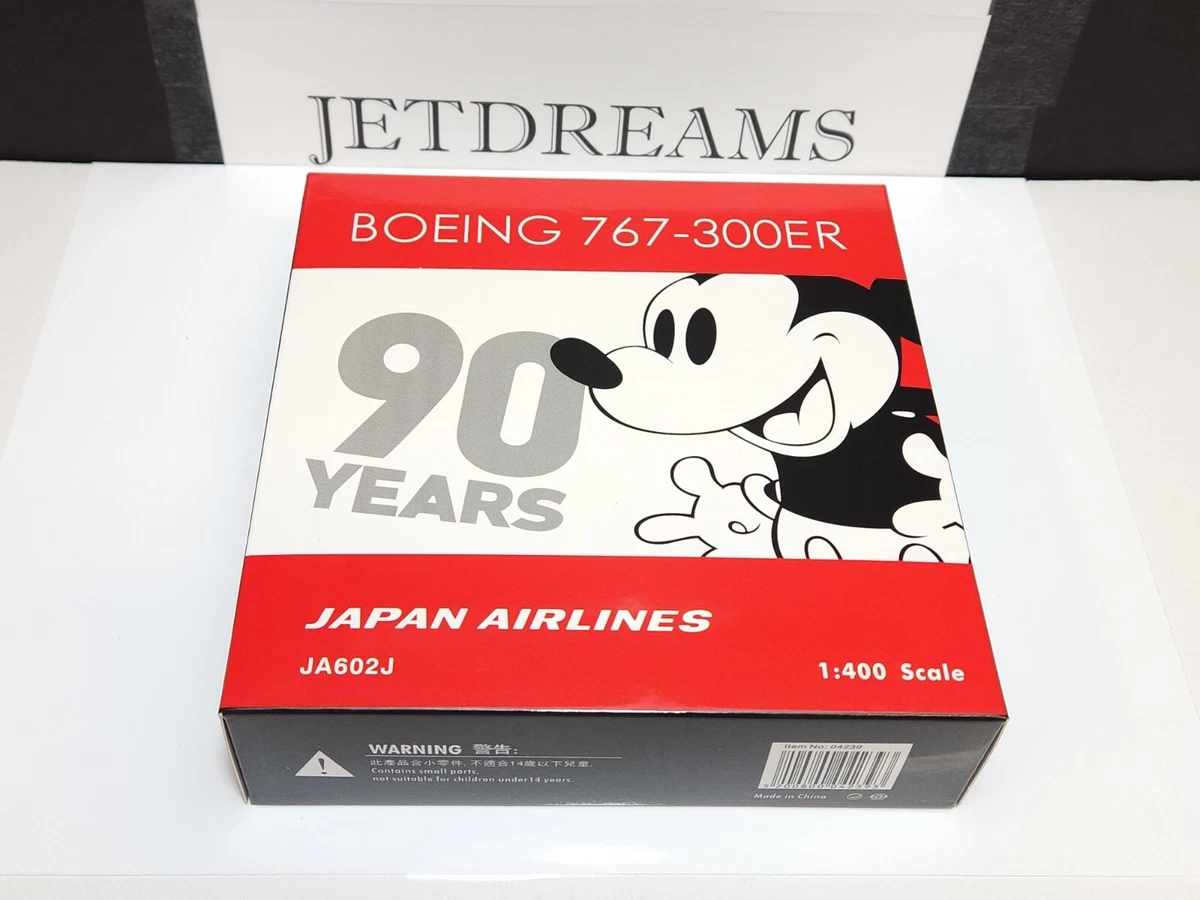 JETDREAMS
BOEING 767-300ER
90
YEARS
JAPAN AIRLINES
JA602J
1:400 Scale
WARNING 警告:
此產品含小零件, 不適合14歲以下兒童.
Contains small parts,
not suitable for children under14 years.
Item No: 04239
Made in China